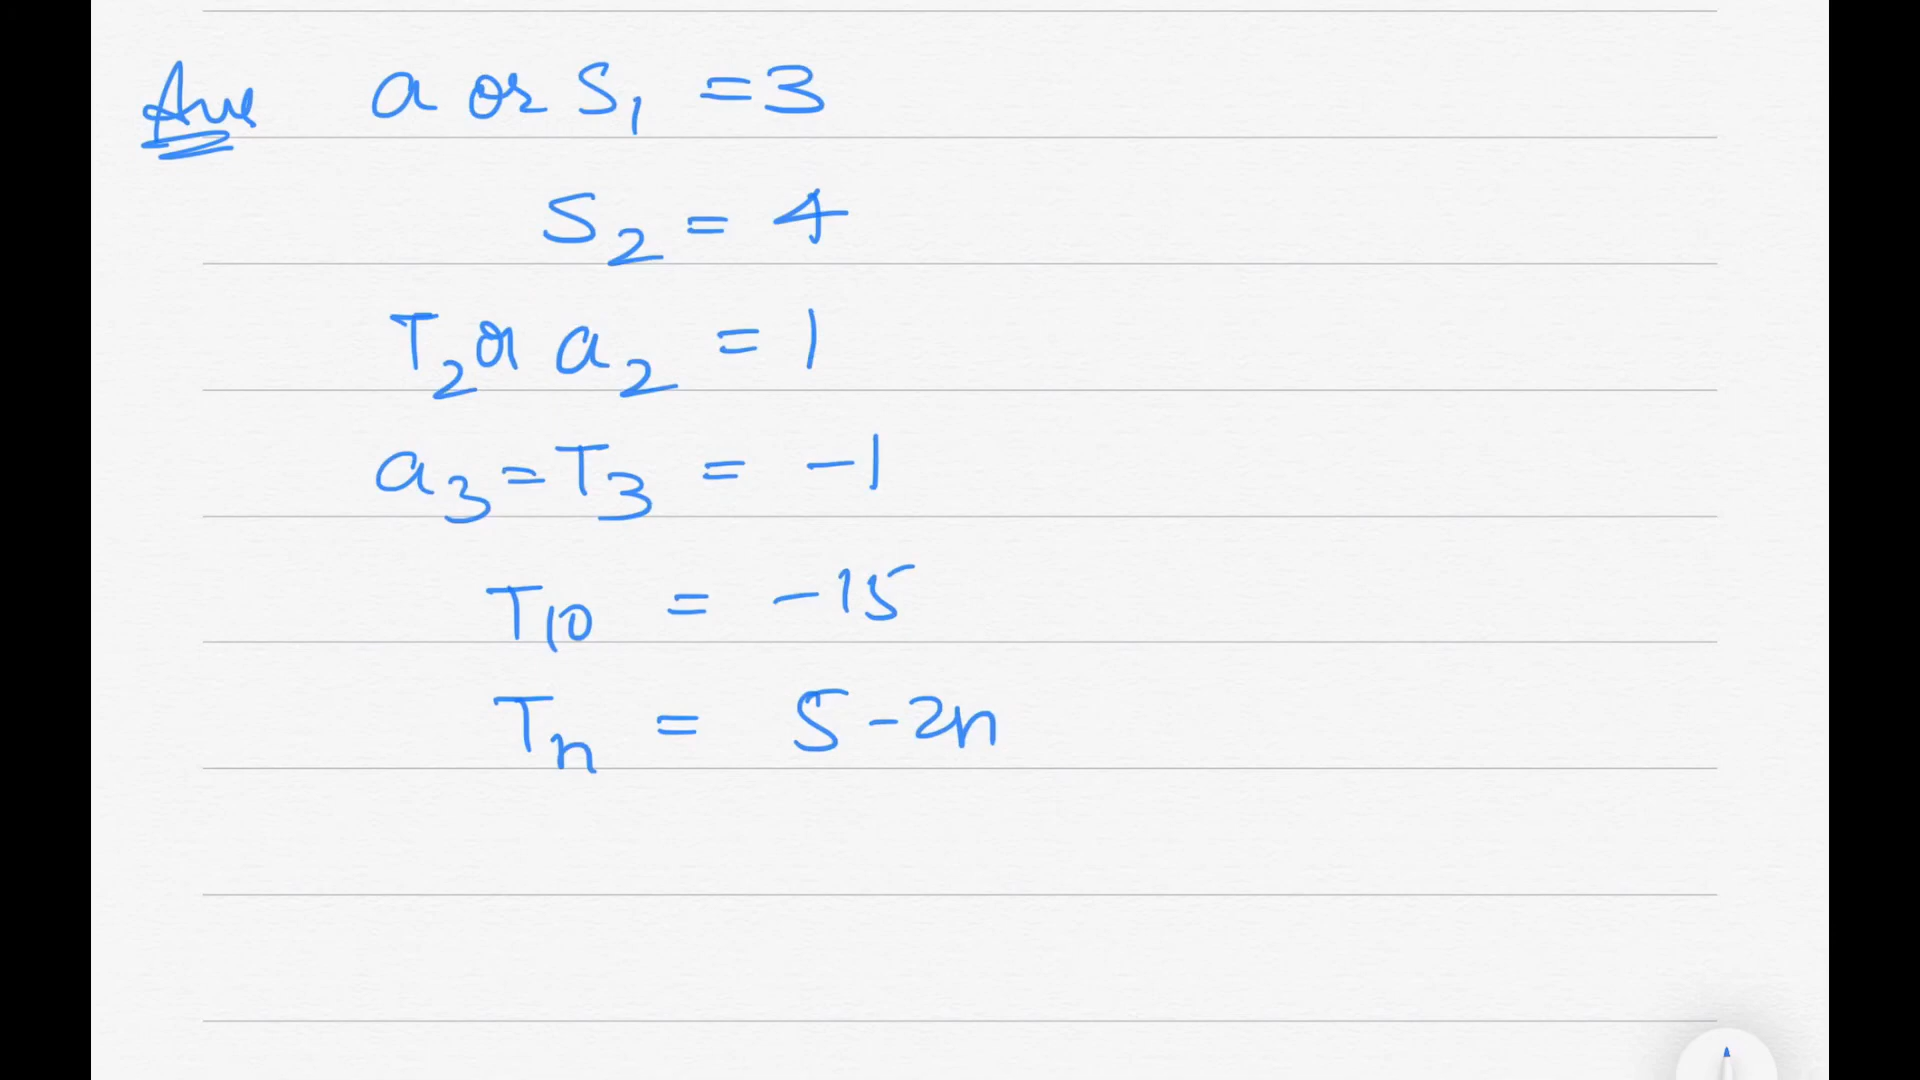 Ans a or S₁ = 3
S₂ = 4
T₂ or a₂ = 1
a₃ = T₃ = -1
T₁₀ = -15
Tₙ = 5-2n